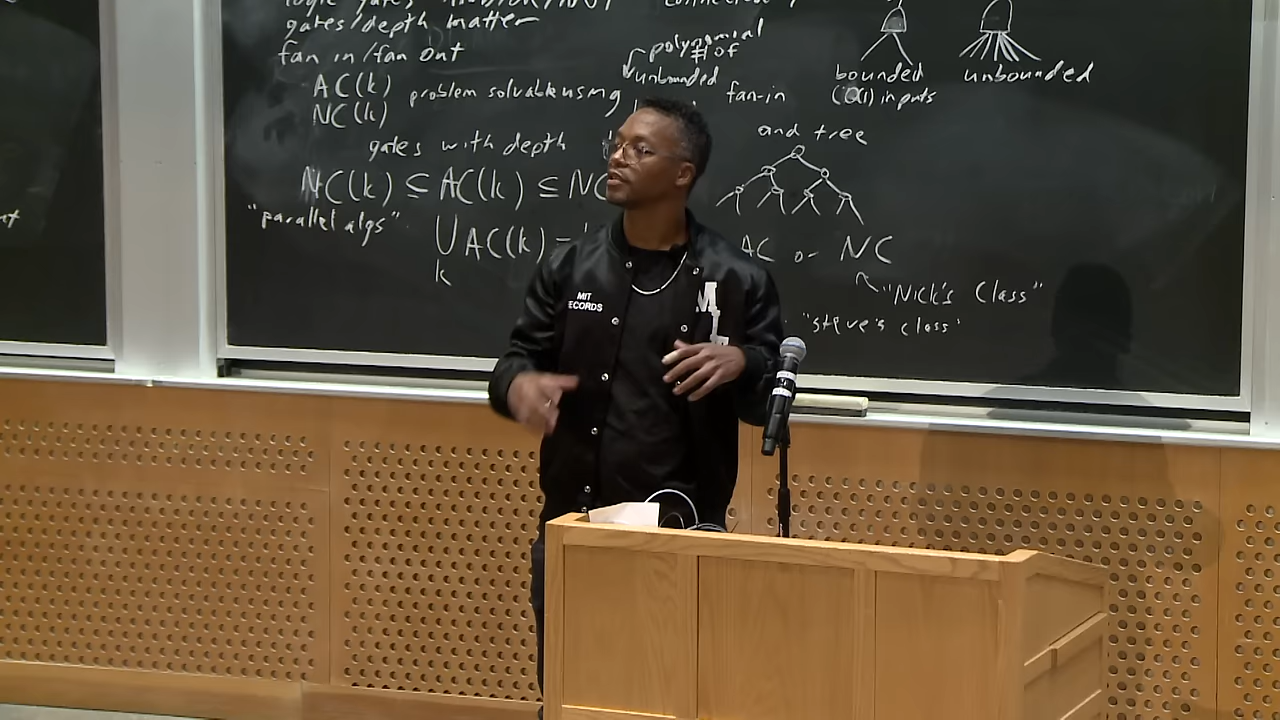 gates/depth matter
fan in/fan out
AC(k)
NC(k)
problem solvable using
polynomial
# of
unbounded
fan-in
gates with depth
NC(k) ⊆ AC(k) ⊆ NC
"parallel algs"
U AC(k) =
k
AC or NC
"Nick's Class"
"Steve's class'
bounded
(O(1)) inputs
unbounded
and tree
MIT
ECORDS
M